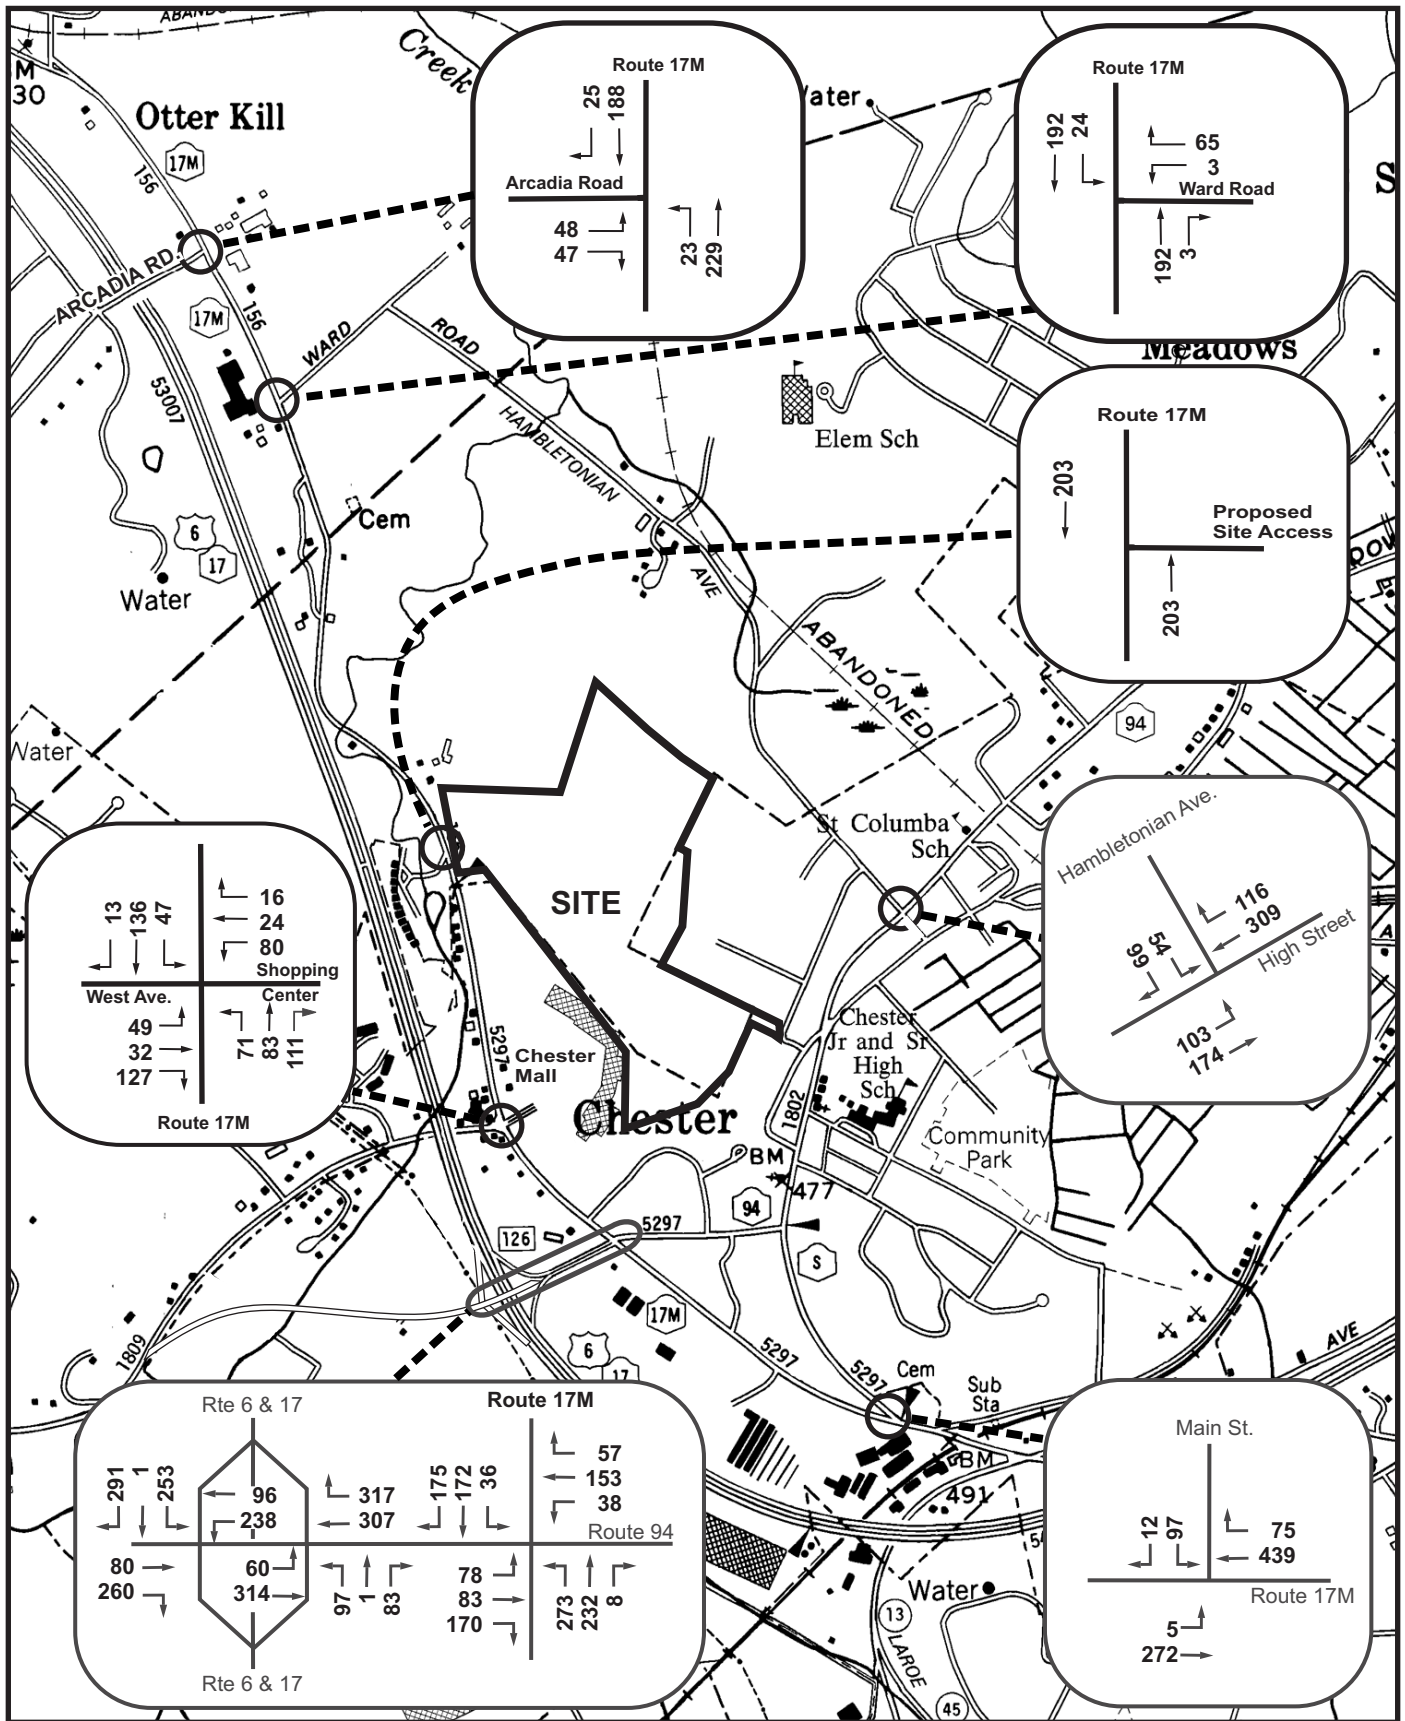 ABANDON
M
30
Otter Kill
17M
156
Creek
Water
S
Route 17M
25
188
Arcadia Road
48
47
23
229
Route 17M
192
24
65
3
Ward Road
192
3
ARCADIA RD.
17M
156
WARD
ROAD
53007
HAMBLETONIAN
AVE
Meadows
Elem Sch
Cem
6
17
Water
Route 17M
203
Proposed
Site Access
203
ABANDONED
94
Water
St Columba
Sch
SITE
Hambletonian Ave.
116
309
54
99
High Street
103
174
13
136
47
16
24
80
Shopping
West Ave.
Center
49
32
127
71
83
111
Route 17M
5297
Chester
Mall
Chester
Chester
Jr and Sr
High
Sch
1802
Community
Park
BM
477
94
126
5297
S
17M
6
17
1809
5297
5297
Cem
Sub
Sta
AVE
BM
491
Water
13
LAROE
45
A
Rte 6 & 17
Route 17M
291
1
253
96
238
317
307
175
172
36
57
153
38
Route 94
80
260
60
314
97
1
83
78
83
170
273
232
8
Rte 6 & 17
Main St.
12
97
75
439
Route 17M
5
272